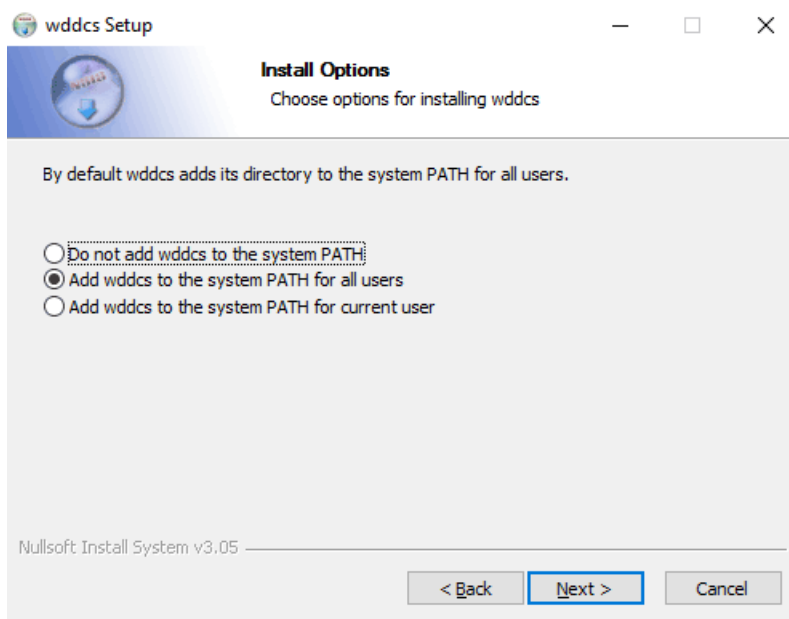 wddcs Setup
Install Options
Choose options for installing wddcs
By default wddcs adds its directory to the system PATH for all users.
Do not add wddcs to the system PATH
Add wddcs to the system PATH for all users
Add wddcs to the system PATH for current user
Nullsoft Install System v3.05
< Back Next > Cancel